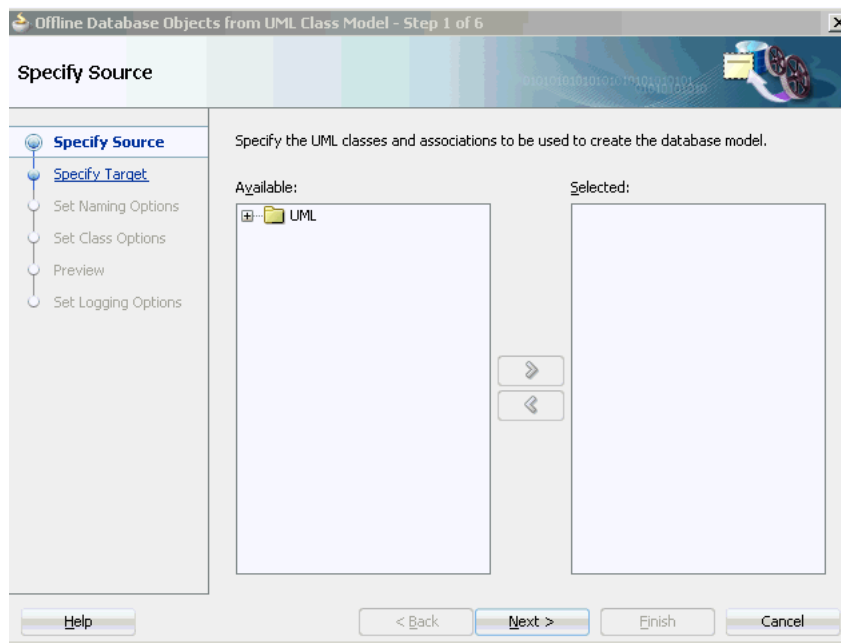 Offline Database Objects from UML Class Model - Step 1 of 6
Specify Source
Specify Source
Specify Target
Set Naming Options
Set Class Options
Preview
Set Logging Options
Specify the UML classes and associations to be used to create the database model.
Available:
UML
Selected:
Help
< Back
Next >
Finish
Cancel